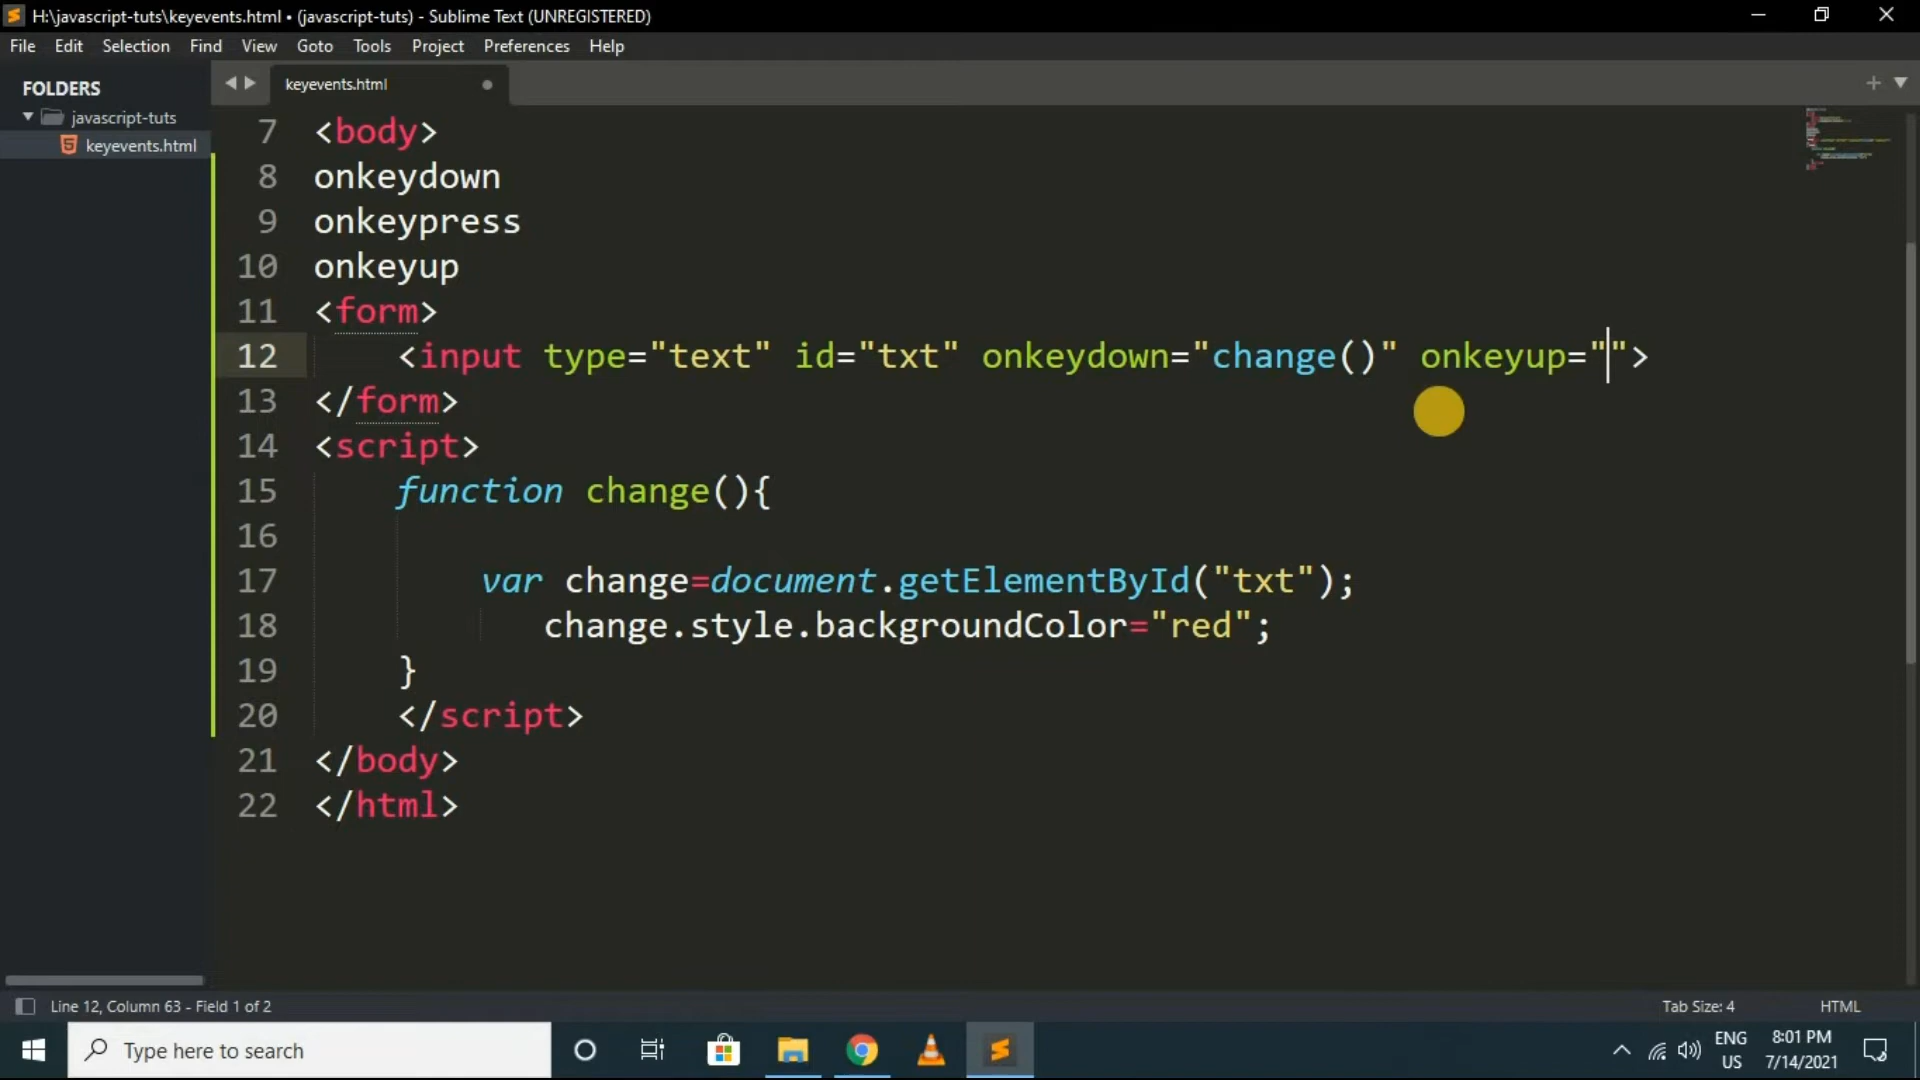 H:\javascript-tuts\keyevents.html • (javascript-tuts) - Sublime Text (UNREGISTERED)
File Edit Selection Find View Goto Tools Project Preferences Help
FOLDERS
javascript-tuts
keyevents.html
keyevents.html
7 <body>
8 onkeydown
9 onkeypress
10 onkeyup
11 <form>
12 <input type="text" id="txt" onkeydown="change()" onkeyup="">
13 </form>
14 <script>
15 function change(){
16
17 var change=document.getElementById("txt");
18 change.style.backgroundColor="red";
19 }
20 </script>
21 </body>
22 </html>
Line 12, Column 63 - Field 1 of 2
Tab Size: 4
HTML
Type here to search
ENG
US
8:01 PM
7/14/2021